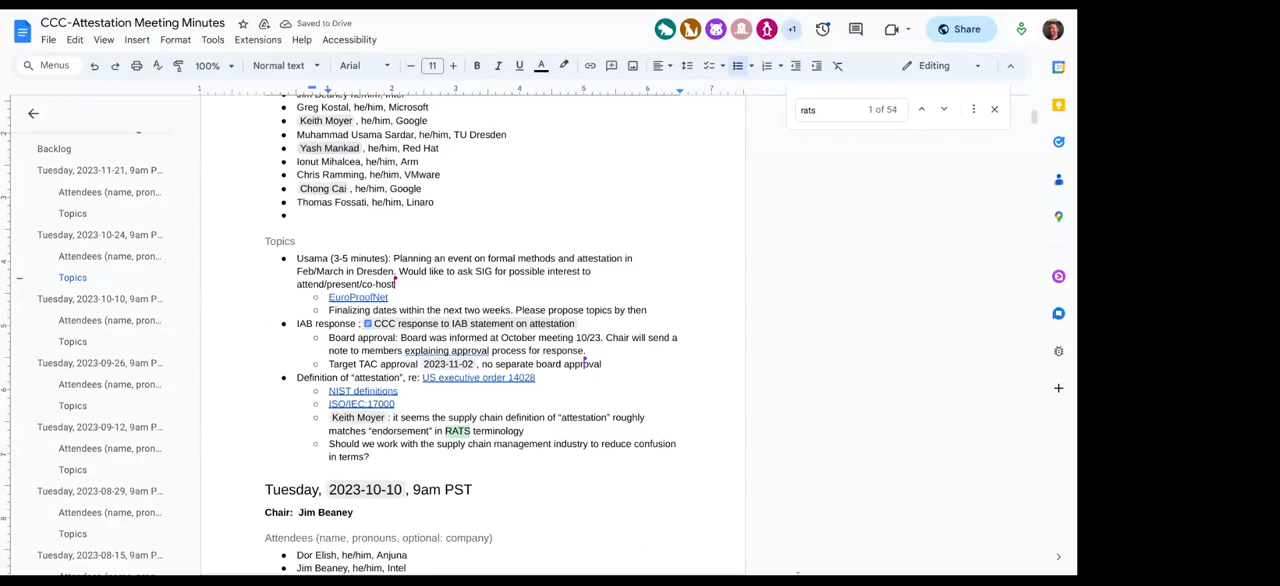 CCC-Attestation Meeting Minutes
Saved to Drive
+1
Share
File Edit View Insert Format Tools Extensions Help Accessibility
Menus
100%
Normal text
Arial
11
Editing
1 1 2 3 4 5 6 7
rats
1 of 54
Backlog
Tuesday, 2023-11-21, 9am P...
Attendees (name, pron...
Topics
Tuesday, 2023-10-24, 9am P...
Attendees (name, pron...
Topics
Tuesday, 2023-10-10, 9am P...
Attendees (name, pron...
Topics
Tuesday, 2023-09-26, 9am P...
Attendees (name, pron...
Topics
Tuesday, 2023-09-12, 9am P...
Attendees (name, pron...
Topics
Tuesday, 2023-08-29, 9am P...
Attendees (name, pron...
Topics
Tuesday, 2023-08-15, 9am P...
Greg Kostal, he/him, Microsoft
Keith Moyer , he/him, Google
Muhammad Usama Sardar, he/him, TU Dresden
Yash Mankad , he/him, Red Hat
Ionut Mihalcea, he/him, Arm
Chris Ramming, he/him, VMware
Chong Cai , he/him, Google
Thomas Fossati, he/him, Linaro
Topics
Usama (3-5 minutes): Planning an event on formal methods and attestation in
Feb/March in Dresden. Would like to ask SIG for possible interest to
attend/present/co-host
EuroProofNet
Finalizing dates within the next two weeks. Please propose topics by then
IAB response ; CCC response to IAB statement on attestation
Board approval: Board was informed at October meeting 10/23. Chair will send a
note to members explaining approval process for response.
Target TAC approval 2023-11-02 , no separate board approval
Definition of “attestation”, re: US executive order 14028
NIST definitions
ISO/IEC:17000
Keith Moyer : it seems the supply chain definition of “attestation” roughly
matches “endorsement” in RATS terminology
Should we work with the supply chain management industry to reduce confusion
in terms?
Tuesday, 2023-10-10 , 9am PST
Chair: Jim Beaney
Attendees (name, pronouns, optional: company)
Dor Elish, he/him, Anjuna
Jim Beaney, he/him, Intel